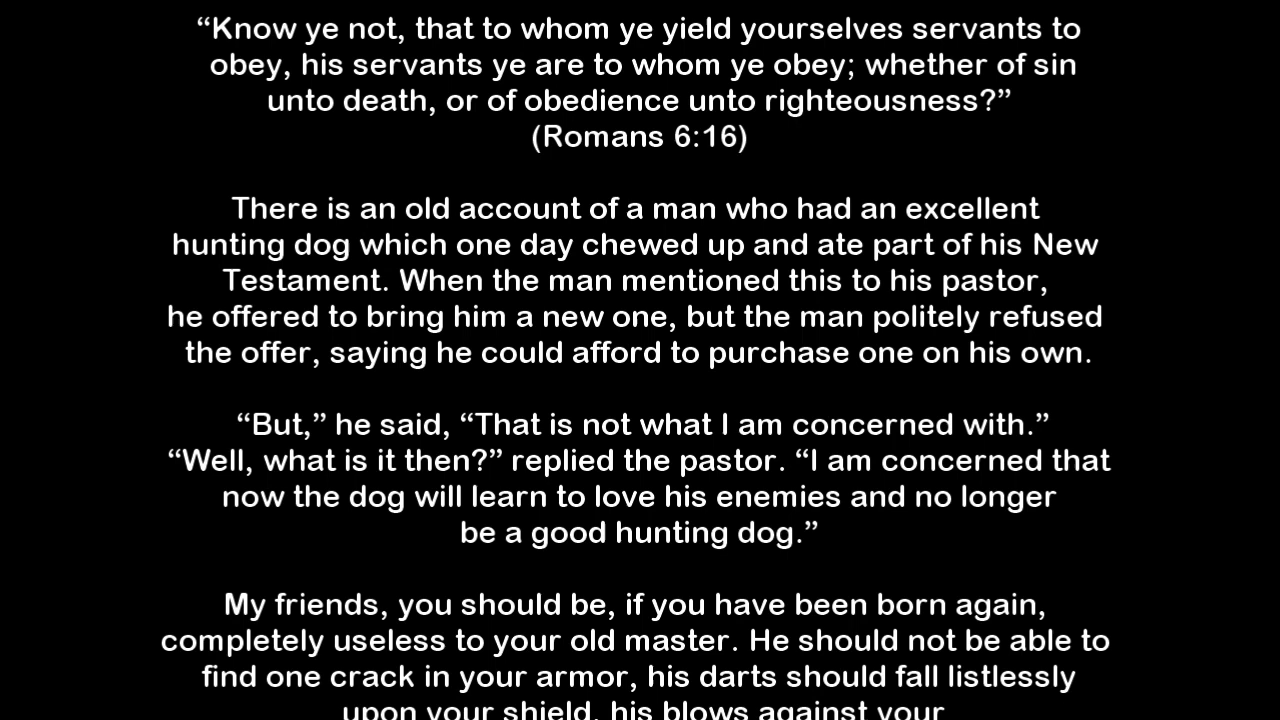 “Know ye not, that to whom ye yield yourselves servants to
obey, his servants ye are to whom ye obey; whether of sin
unto death, or of obedience unto righteousness?”
(Romans 6:16)
There is an old account of a man who had an excellent
hunting dog which one day chewed up and ate part of his New
Testament. When the man mentioned this to his pastor,
he offered to bring him a new one, but the man politely refused
the offer, saying he could afford to purchase one on his own.
“But,” he said, “That is not what I am concerned with.”
“Well, what is it then?” replied the pastor. “I am concerned that
now the dog will learn to love his enemies and no longer
be a good hunting dog.”
My friends, you should be, if you have been born again,
completely useless to your old master. He should not be able to
find one crack in your armor, his darts should fall listlessly
upon your shield, his blows against your